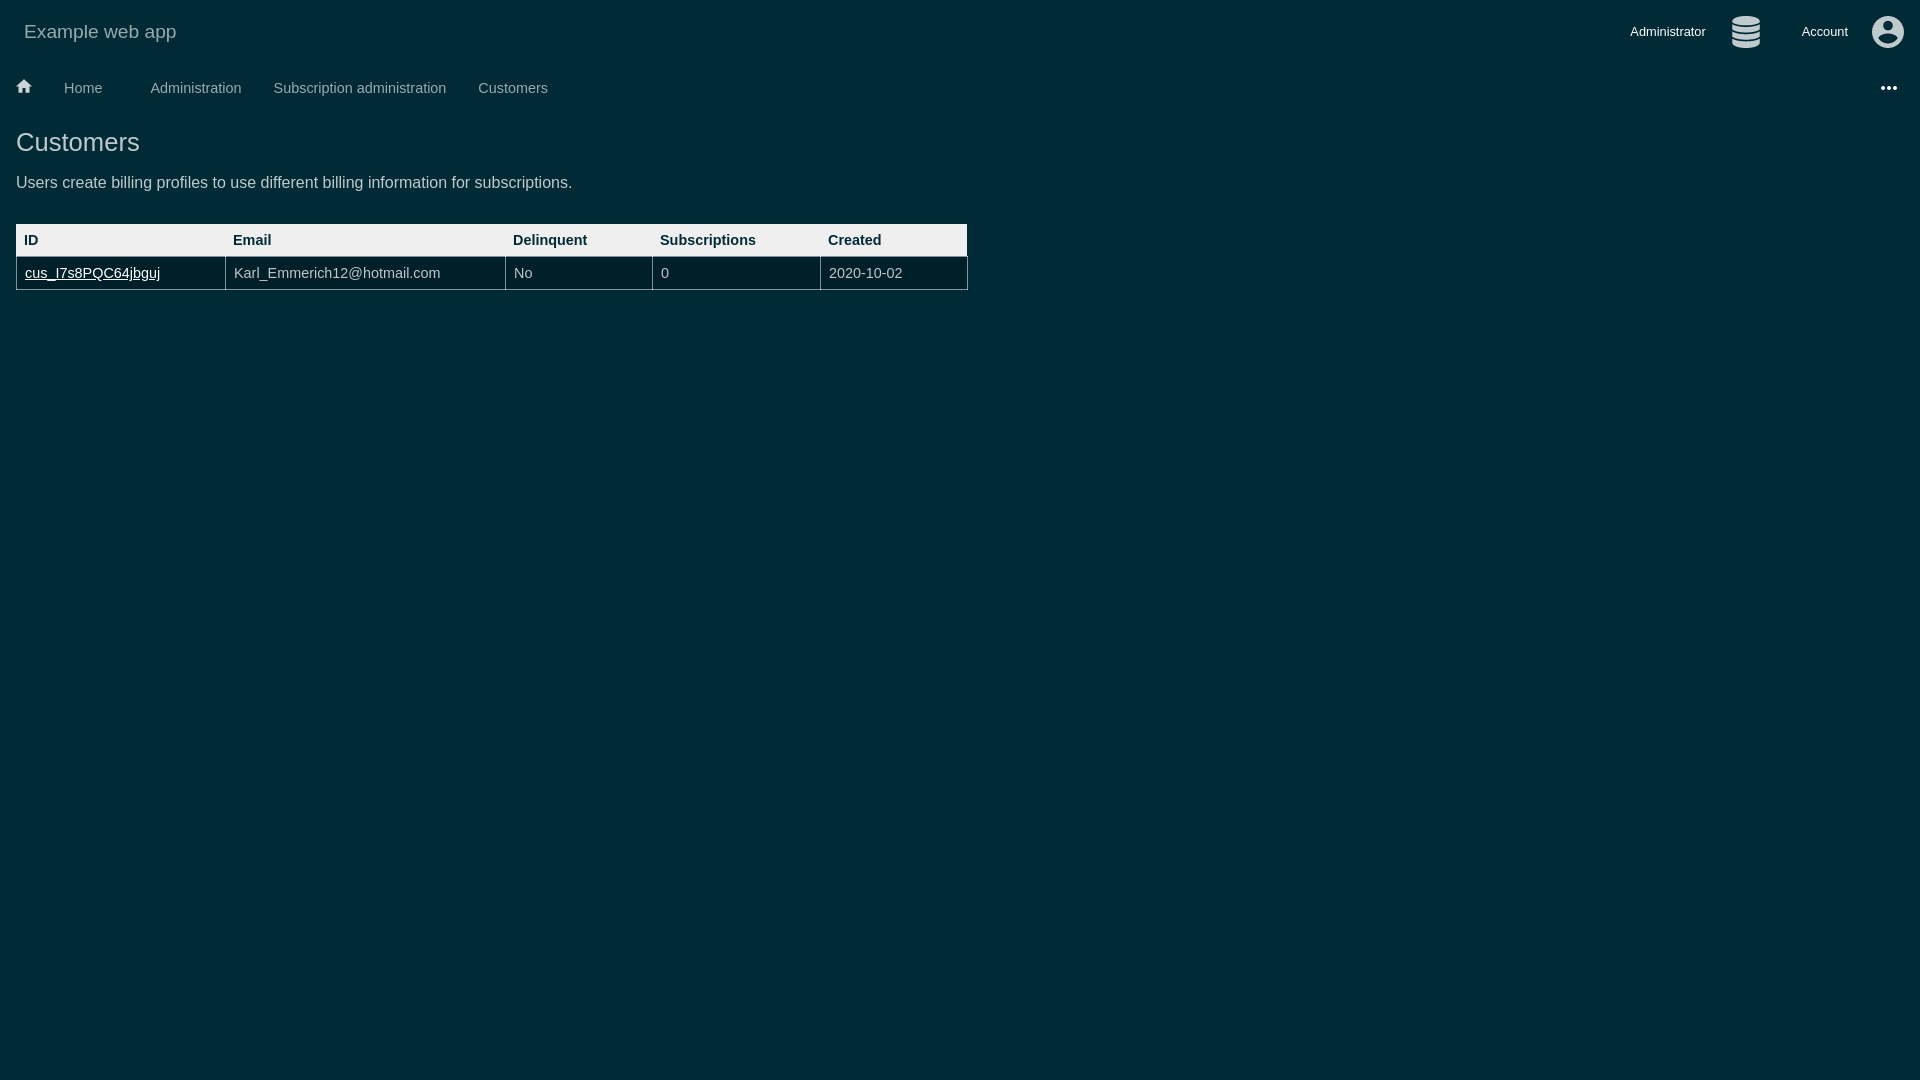 Example web app
Administrator
Account
Home Administration Subscription administration Customers
Customers
Users create billing profiles to use different billing information for subscriptions.
ID Email Delinquent Subscriptions Created
cus_I7s8PQC64jbguj Karl_Emmerich12@hotmail.com No 0 2020-10-02